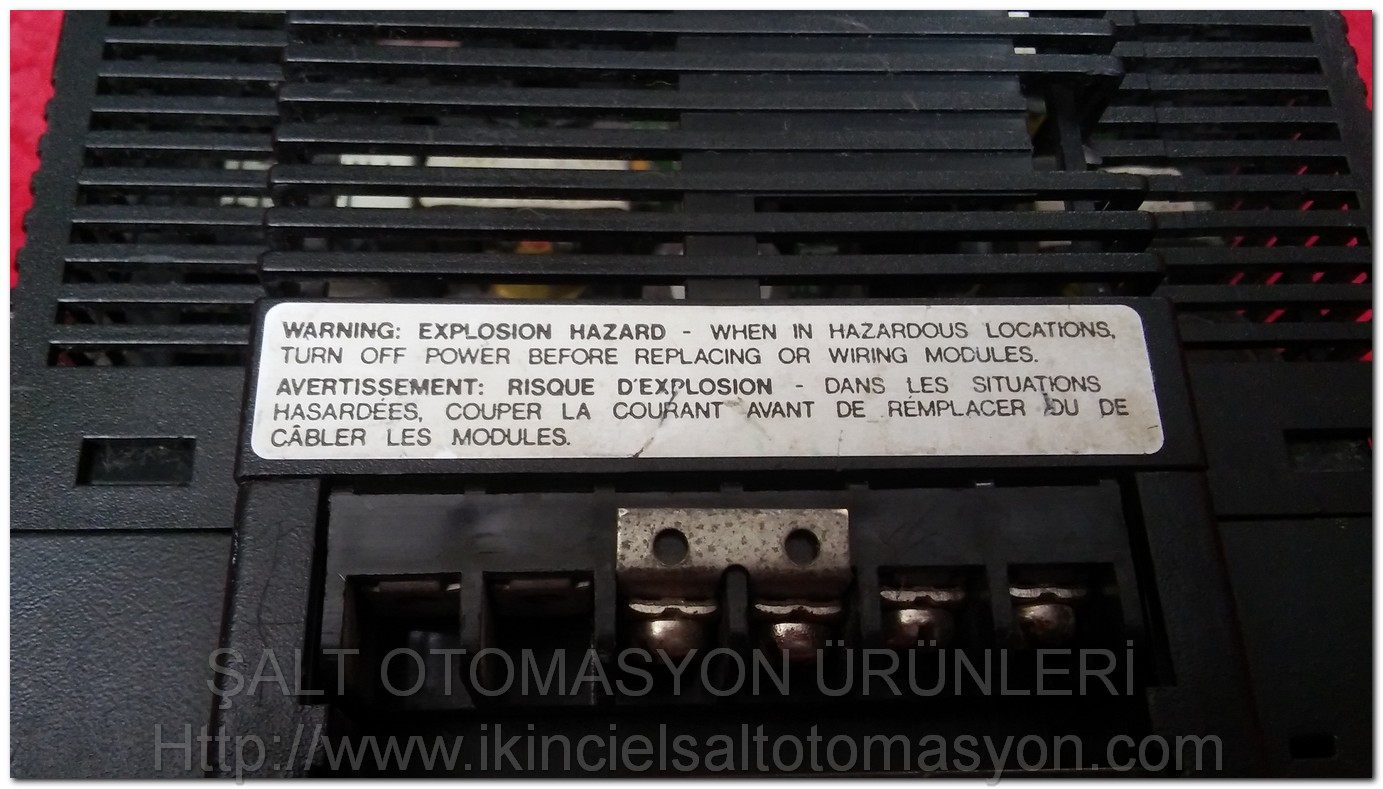 WARNING: EXPLOSION HAZARD - WHEN IN HAZARDOUS LOCATIONS,
TURN OFF POWER BEFORE REPLACING OR WIRING MODULES.
AVERTISSEMENT: RISQUE D'EXPLOSION - DANS LES SITUATIONS
HASARDÉES, COUPER LA COURANT AVANT DE RÉMPLACER OU DE
CÂBLER LES MODULES.
ŞALT OTOMASYON ÜRÜNLERİ
Http://www.ikincielsaltotomasyon.com